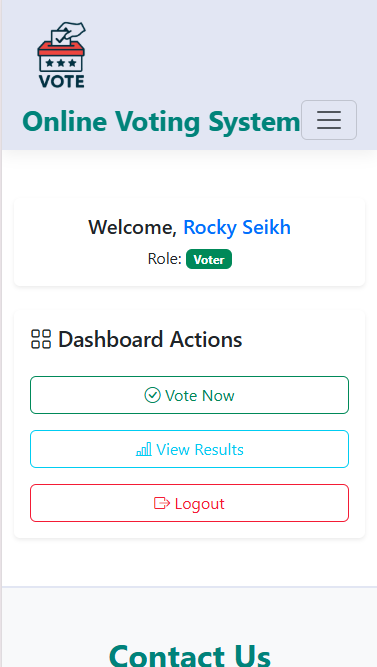 VOTE
Online Voting System
Welcome, Rocky Seikh
Role: Voter
Dashboard Actions
Vote Now
View Results
Logout
Contact Us